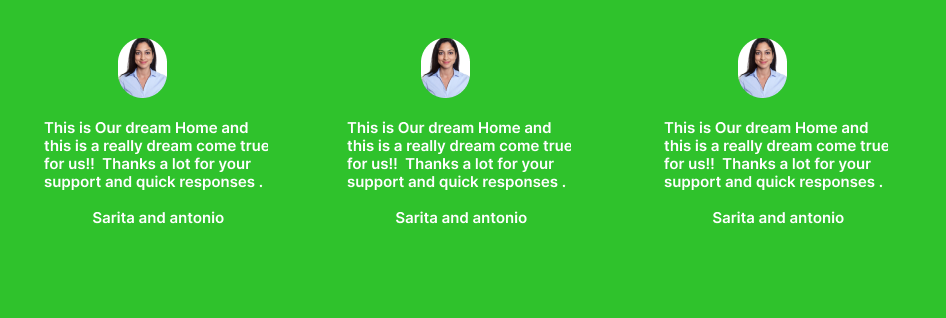 This is Our dream Home and
this is a really dream come true
for us!!  Thanks a lot for your
support and quick responses .
Sarita and antonio
This is Our dream Home and
this is a really dream come true
for us!!  Thanks a lot for your
support and quick responses .
Sarita and antonio
This is Our dream Home and
this is a really dream come true
for us!!  Thanks a lot for your
support and quick responses .
Sarita and antonio